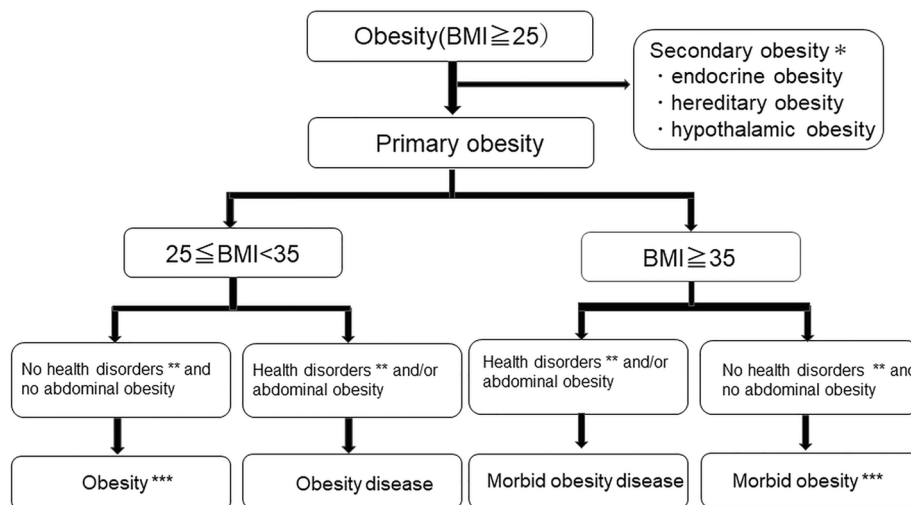 Obesity(BMI≧25）
Secondary obesity＊
・endocrine obesity
・hereditary obesity
・hypothalamic obesity
Primary obesity
25≦BMI<35
BMI≧35
No health disorders ** and
no abdominal obesity
Health disorders ** and/or
abdominal obesity
Health disorders ** and/or
abdominal obesity
No health disorders ** and
no abdominal obesity
Obesity ***
Obesity disease
Morbid obesity disease
Morbid obesity ***